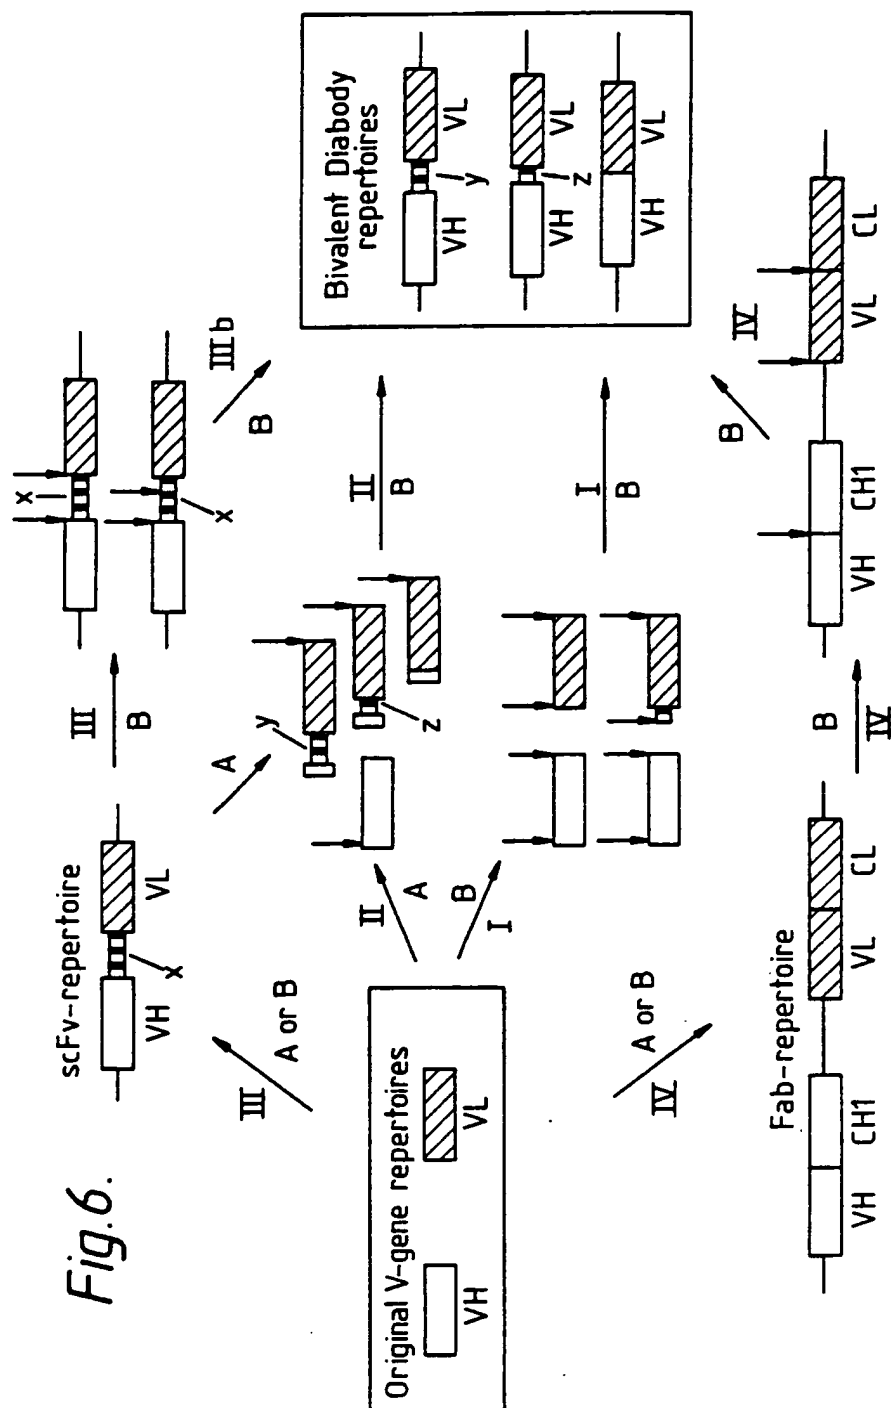 Fig.6.
scFv-repertoire
VH
VL
x
III
B
x
x
IIIb
B
III
A or B
A
y
z
II
A
II
B
Bivalent Diabody
repertoires
VH
VL
y
VH
VL
z
VH
VL
Original V-gene repertoires
VH
VL
B
I
I
B
IV
A or B
Fab-repertoire
VH
CH1
VL
CL
B
IV
VH
CH1
VL
CL
B
IV